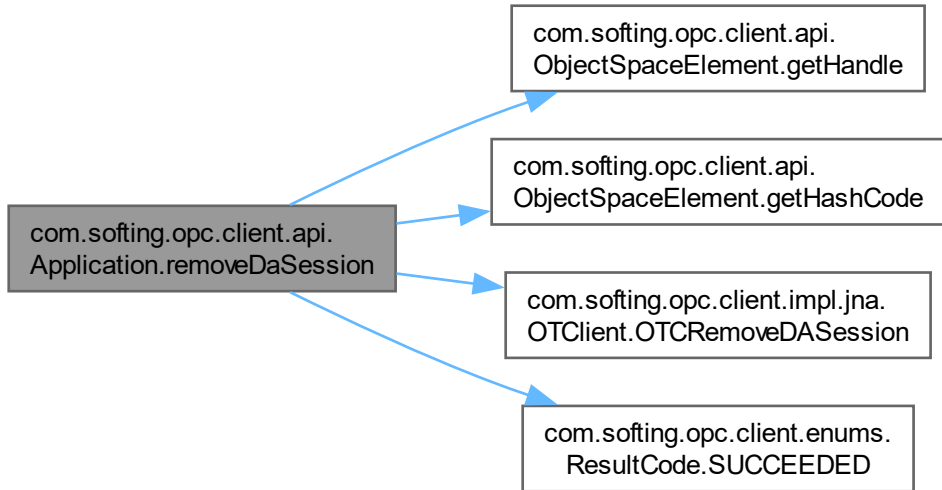 com.softing.opc.client.api.
ObjectSpaceElement.getHandle
com.softing.opc.client.api.
ObjectSpaceElement.getHashCode
com.softing.opc.client.api.
Application.removeDaSession
com.softing.opc.client.impl.jna.
OTClient.OTCRemoveDASession
com.softing.opc.client.enums.
ResultCode.SUCCEEDED